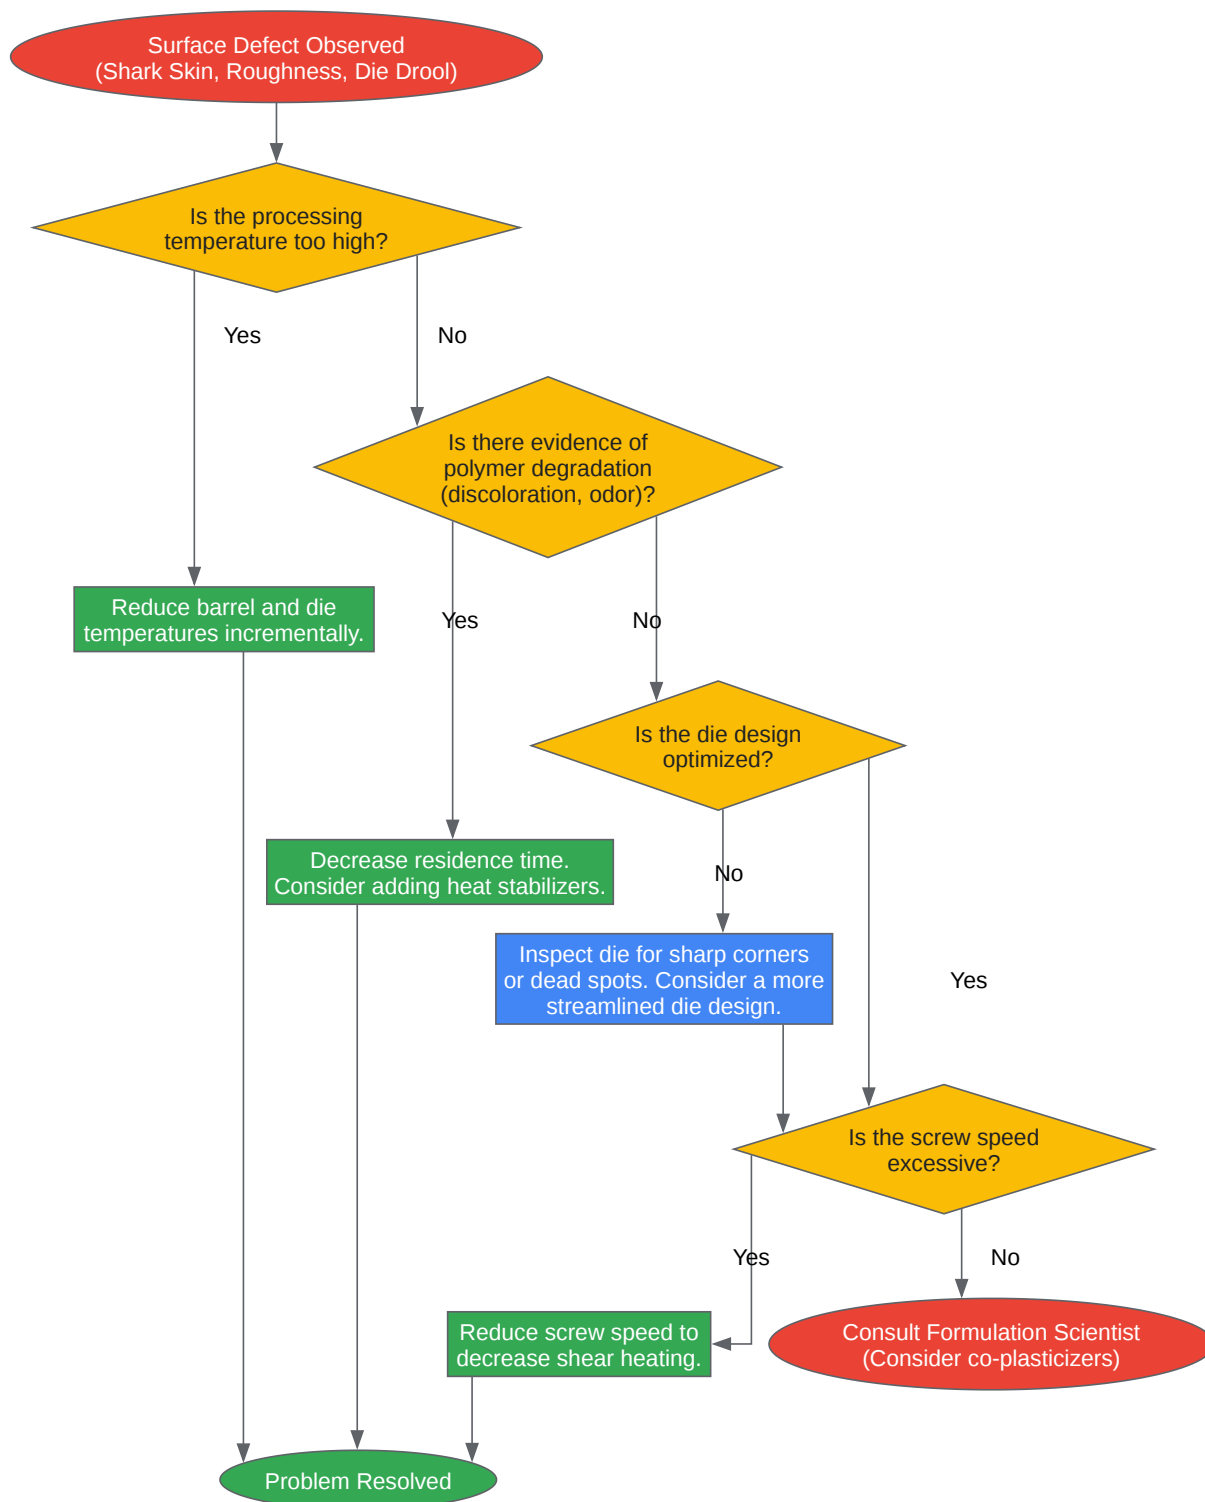 Surface Defect Observed
(Shark Skin, Roughness, Die Drool)
Is the processing
temperature too high?
Yes
No
Is there evidence of
polymer degradation
(discoloration, odor)?
Reduce barrel and die
temperatures incrementally.
Yes
No
Is the die design
optimized?
Decrease residence time.
Consider adding heat stabilizers.
No
Inspect die for sharp corners
or dead spots. Consider a more
streamlined die design.
Yes
Is the screw speed
excessive?
Yes
No
Reduce screw speed to
decrease shear heating.
Consult Formulation Scientist
(Consider co-plasticizers)
Problem Resolved